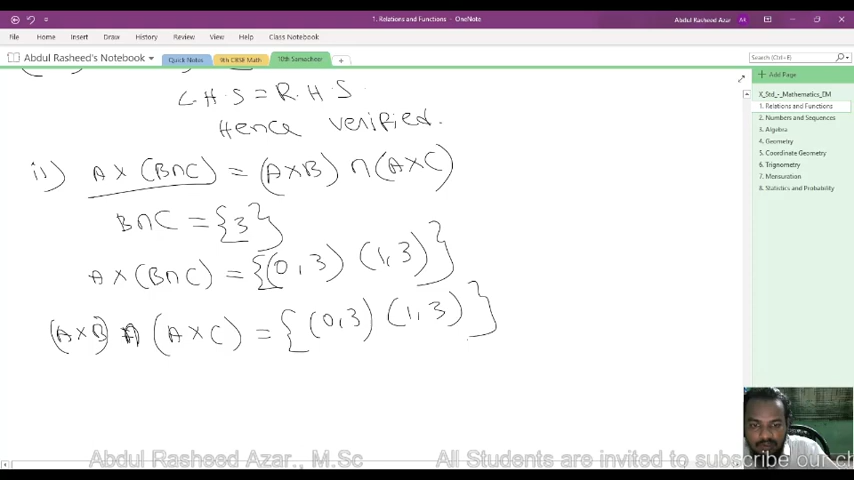 1. Relations and Functions - OneNote
Abdul Rasheed Azar AR
File Home Insert Draw History Review View Help Class Notebook
Abdul Rasheed's Notebook Quick Notes 9th CBSE Math 10th Samacheer +
Search (Ctrl+E)
Add Page
X_Std_-_Mathematics_EM
1. Relations and Functions
2. Numbers and Sequences
3. Algebra
4. Geometry
5. Coordinate Geometry
6. Trigonometry
7. Mensuration
8. Statistics and Probability
L.H.S = R.H.S.
Hence verified.
ii) A×(B∩C) = (A×B) ∩ (A×C)
B∩C = {3}
A×(B∩C) = {(0,3) (1,3)}
(A×B) ∩ (A×C) = {(0,3) (1,3)}
Abdul Rasheed Azar., M.Sc All Students are invited to subscribe our ch